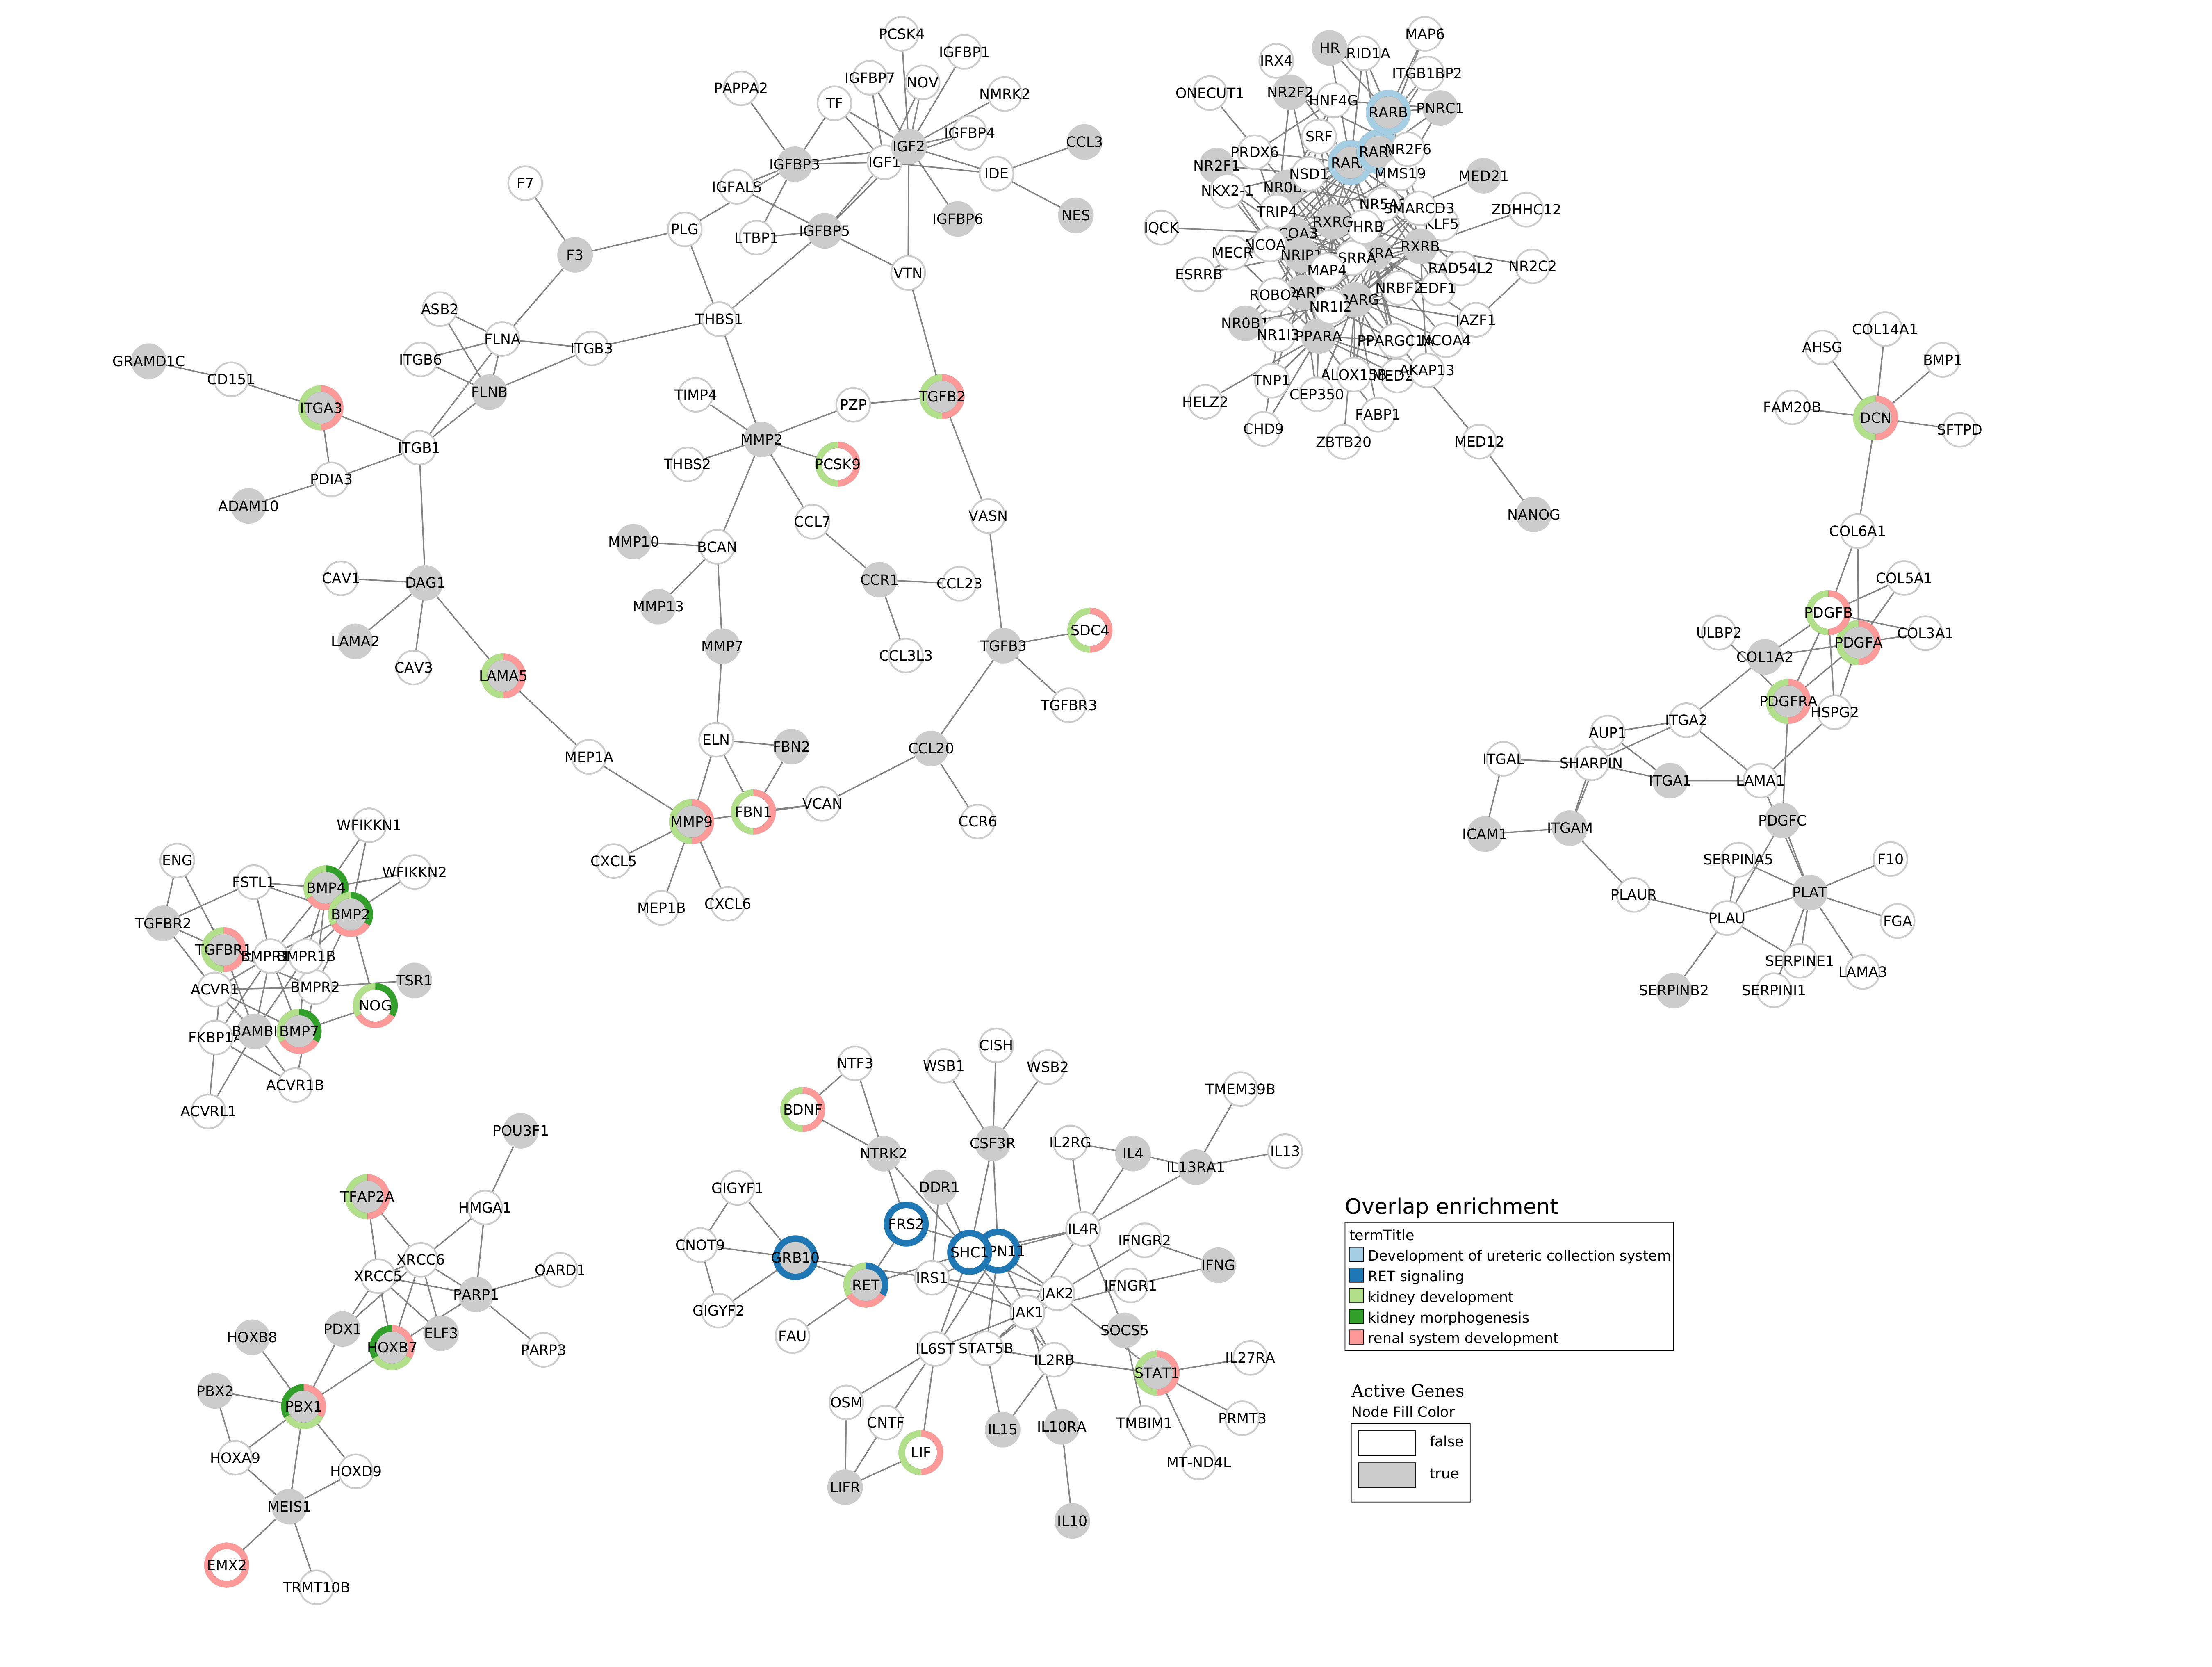 PCSK4
IGFBP1
IGFBP7
NOV
PAPPA2
NMRK2
TF
IGFBP4
CCL3
IGF2
IGFBP3
IGF1
IDE
F7
IGFALS
IGFBP6
NES
PLG
LTBP1
IGFBP5
F3
VTN
ASB2
THBS1
FLNA
ITGB3
ITGB6
GRAMD1C
CD151
FLNB
TIMP4
ITGA3
PZP
TGFB2
MMP2
ITGB1
THBS2
PCSK9
PDIA3
ADAM10
CCL7
VASN
MMP10
BCAN
CAV1
DAG1
CCR1
CCL23
MMP13
SDC4
LAMA2
MMP7
TGFB3
CCL3L3
CAV3
LAMA5
TGFBR3
ELN
FBN2
CCL20
MEP1A
VCAN
FBN1
MMP9
CCR6
CXCL5
CXCL6
MEP1B
MAP6
HR
RID1A
IRX4
ITGB1BP2
ONECUT1
NR2F2
HNF4G
RARB
PNRC1
SRF
PRDX6
NR2F6
NR2F1
NSD1
MMS19
MED21
NKX2-1
TRIP4
SMARCD3
ZDHHC12
IQCK
RXRG
HRB
KLF5
RXRB
MECR
NRIP1
MAP4
RAD54L2
NR2C2
ESRRB
ROBO4
NRBF2
EDF1
NR1I2
JAZF1
NR0B1
NR1I3
PPARA
PPARGC1A
NCOA4
TNP1
ALOX15B
AKAP13
CEP350
HELZ2
FABP1
CHD9
ZBTB20
MED12
NANOG
COL14A1
AHSG
BMP1
FAM20B
DCN
SFTPD
COL6A1
COL5A1
PDGFB
ULBP2
PDGFA
COL3A1
COL1A2
PDGFRA
HSPG2
ITGA2
AUP1
ITGAL
SHARPIN
ITGA1
LAMA1
PDGFC
ICAM1
ITGAM
SERPINA5
F10
PLAUR
PLAT
PLAU
FGA
SERPINE1
LAMA3
SERPINB2
SERPINI1
WFIKKN1
ENG
WFIKKN2
FSTL1
BMP4
BMP2
TGFBR2
TGFBR1
BMPR1B
TSR1
ACVR1
BMPR2
NOG
BAMBI
BMP7
ACVR1B
ACVRL1
POU3F1
TFAP2A
HMGA1
XRCC6
XRCC5
OARD1
PARP1
HOXB8
PDX1
ELF3
HOXB7
PARP3
PBX2
PBX1
HOXA9
HOXD9
MEIS1
EMX2
TRMT10B
CISH
NTF3
WSB1
WSB2
TMEM39B
BDNF
CSF3R
IL2RG
IL4
IL13
NTRK2
IL13RA1
GIGYF1
DDR1
FRS2
IL4R
CNOT9
IFNGR2
GRB10
SHC1
PN11
IFNG
RET
IRS1
IFNGR1
JAK2
GIGYF2
JAK1
FAU
SOCS5
IL6ST
STAT5B
IL2RB
IL27RA
STAT1
OSM
CNTF
IL15
IL10RA
TMBIM1
PRMT3
LIF
MT-ND4L
LIFR
IL10
Overlap enrichment
termTitle
Development of ureteric collection system
RET signaling
kidney development
kidney morphogenesis
renal system development
Active Genes
Node Fill Color
false
true